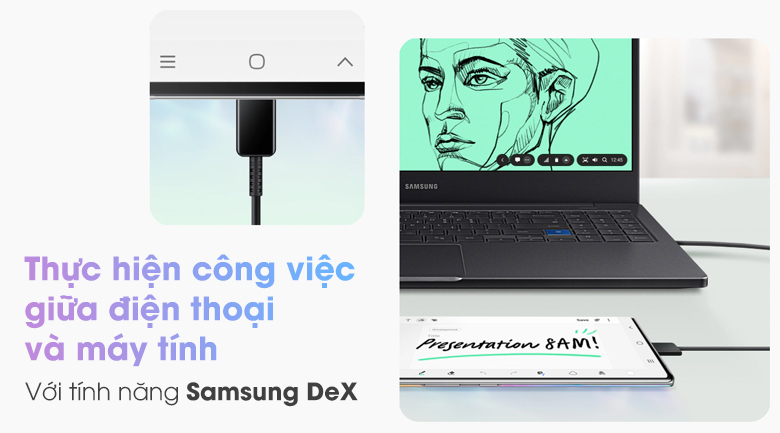 Thực hiện công việc
giữa điện thoại
và máy tính
Với tính năng Samsung DeX
12:45
SAMSUNG
Save
Presentation 8AM!